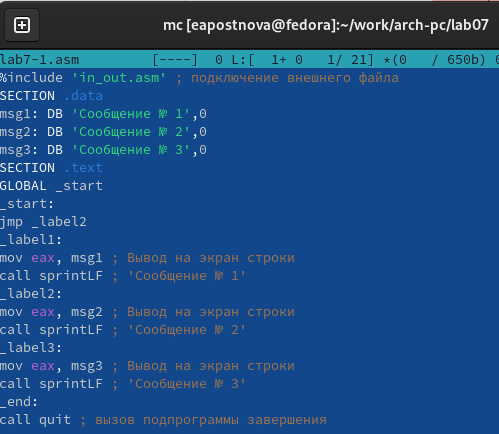 mc [eapostnova@fedora]:~/work/arch-pc/lab07
lab7-1.asm [----] 0 L:[ 1+ 0 1/ 21] *(0 / 650b) 0
%include 'in_out.asm' ; подключение внешнего файла
SECTION .data
msg1: DB 'Сообщение № 1',0
msg2: DB 'Сообщение № 2',0
msg3: DB 'Сообщение № 3',0
SECTION .text
GLOBAL _start
_start:
jmp _label2
_label1:
mov eax, msg1 ; Вывод на экран строки
call sprintLF ; 'Сообщение № 1'
_label2:
mov eax, msg2 ; Вывод на экран строки
call sprintLF ; 'Сообщение № 2'
_label3:
mov eax, msg3 ; Вывод на экран строки
call sprintLF ; 'Сообщение № 3'
_end:
call quit ; вызов подпрограммы завершения